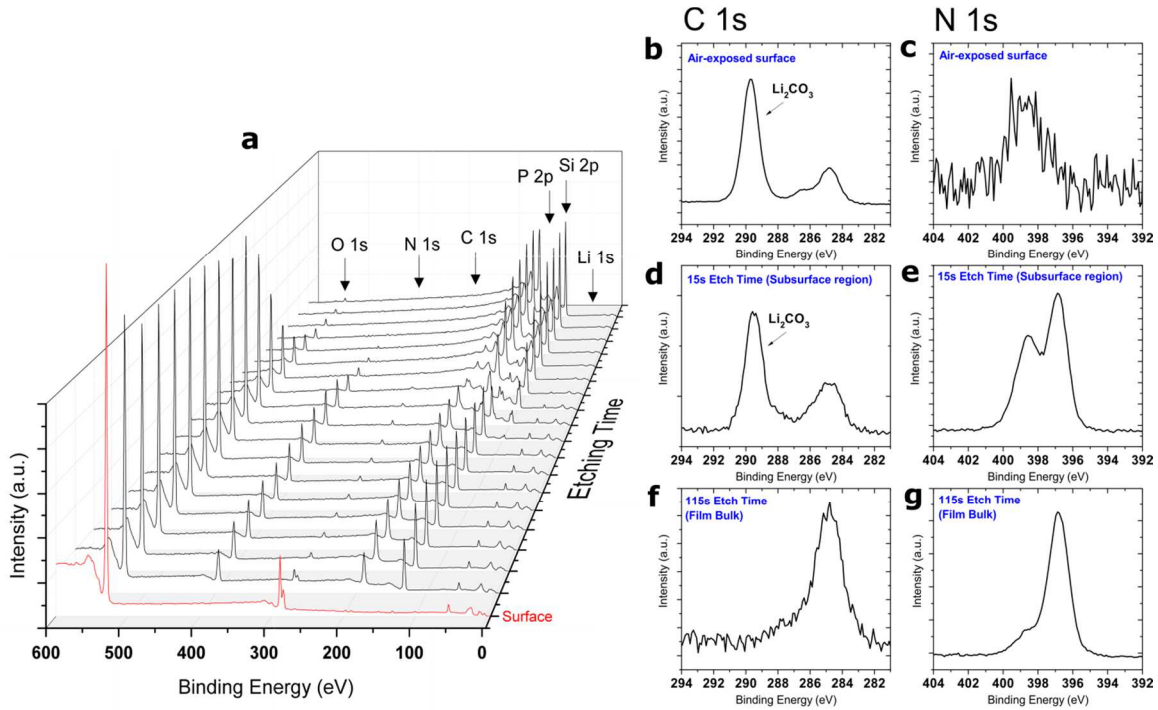 C 1s
N 1s
a
O 1s
N 1s
C 1s
P 2p
Si 2p
Li 1s
Etching Time
Intensity (a.u.)
Surface
600 500 400 300 200 100 0
Binding Energy (eV)
b
Air-exposed surface
Li₂CO₃
Intensity (a.u.)
294 292 290 288 286 284 282
Binding Energy (eV)
c
Air-exposed surface
Intensity (a.u.)
404 402 400 398 396 394 392
Binding Energy (eV)
d
15s Etch Time (Subsurface region)
Li₂CO₃
Intensity (a.u.)
294 292 290 288 286 284 282
Binding Energy (eV)
e
15s Etch Time (Subsurface region)
Intensity (a.u.)
404 402 400 398 396 394 392
Binding Energy (eV)
f
115s Etch Time
(Film Bulk)
Intensity (a.u.)
294 292 290 288 286 284 282
Binding Energy (eV)
g
115s Etch Time
(Film Bulk)
Intensity (a.u.)
404 402 400 398 396 394 392
Binding Energy (eV)